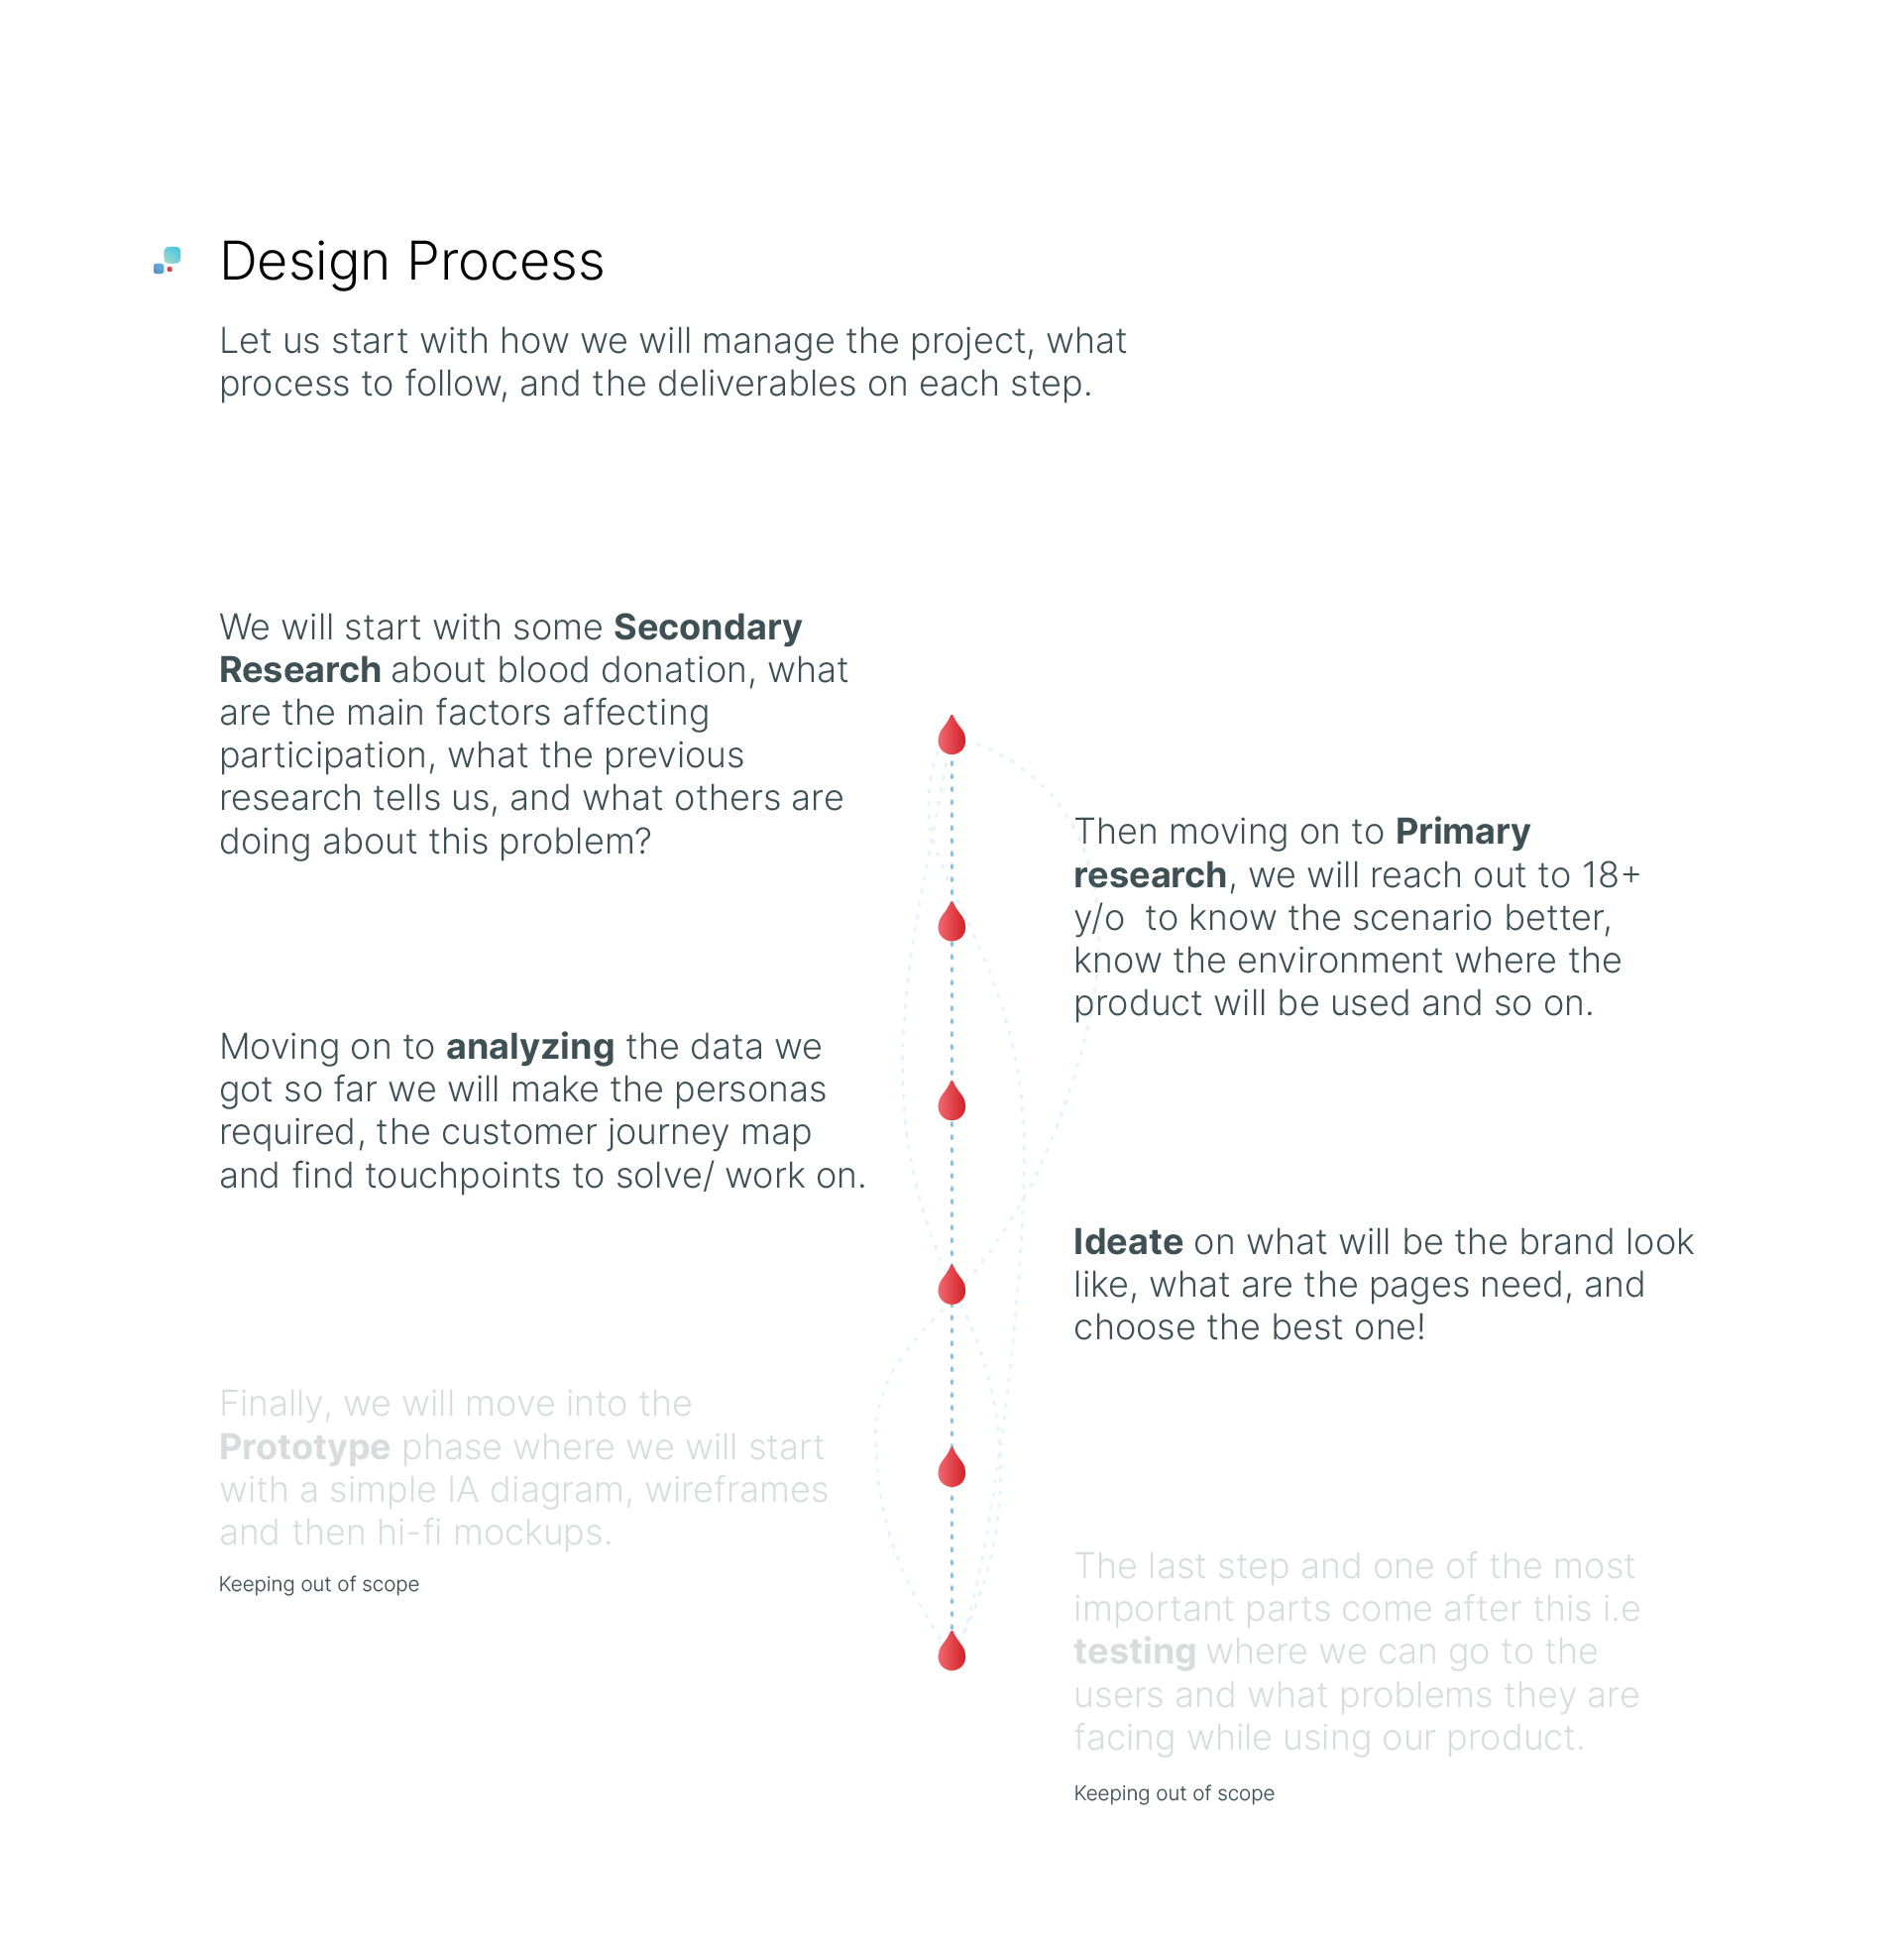 Design Process
Let us start with how we will manage the project, what
process to follow, and the deliverables on each step.
We will start with some Secondary
Research about blood donation, what
are the main factors affecting
participation, what the previous
research tells us, and what others are
doing about this problem?
Then moving on to Primary
research, we will reach out to 18+
y/o  to know the scenario better,
know the environment where the
product will be used and so on.
Moving on to analyzing the data we
got so far we will make the personas
required, the customer journey map
and find touchpoints to solve/ work on.
Ideate on what will be the brand look
like, what are the pages need, and
choose the best one!
Finally, we will move into the
Prototype phase where we will start
with a simple IA diagram, wireframes
and then hi-fi mockups.
Keeping out of scope
The last step and one of the most
important parts come after this i.e
testing where we can go to the
users and what problems they are
facing while using our product.
Keeping out of scope